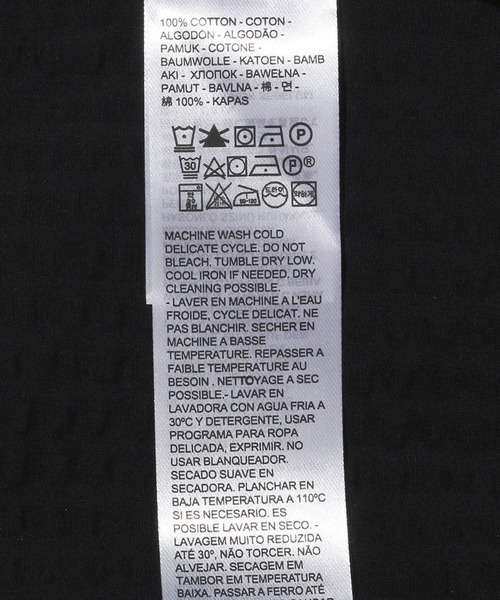 100% COTTON - COTON -
ALGODÓN - ALGODÃO -
PAMUK - COTONE -
BAUMWOLLE - KATOEN - BAMB
AKI - ХЛОПОК - BAWEŁNA -
PAMUT - BAVLNA - 棉 - 면 -
綿 100% - KAPAS
P
30 P®
드라이
MACHINE WASH COLD
DELICATE CYCLE. DO NOT
BLEACH. TUMBLE DRY LOW.
COOL IRON IF NEEDED. DRY
CLEANING POSSIBLE.
- LAVER EN MACHINE A L'EAU
FROIDE, CYCLE DELICAT. NE
PAS BLANCHIR. SECHER EN
MACHINE A BASSE
TEMPERATURE. REPASSER A
FAIBLE TEMPERATURE AU
BESOIN . NETTOYAGE A SEC
POSSIBLE.- LAVAR EN
LAVADORA CON AGUA FRIA A
30ºC Y DETERGENTE, USAR
PROGRAMA PARA ROPA
DELICADA, EXPRIMIR. NO
USAR BLANQUEADOR.
SECADO SUAVE EN
SECADORA. PLANCHAR EN
BAJA TEMPERATURA A 110ºC
SI ES NECESARIO. ES
POSIBLE LAVAR EN SECO. -
LAVAGEM MUITO REDUZIDA
ATÉ 30º, NÃO TORCER. NÃO
ALVEJAR. SECAGEM EM
TAMBOR EM TEMPERATURA
BAIXA. PASSAR A FERRO ATÉ